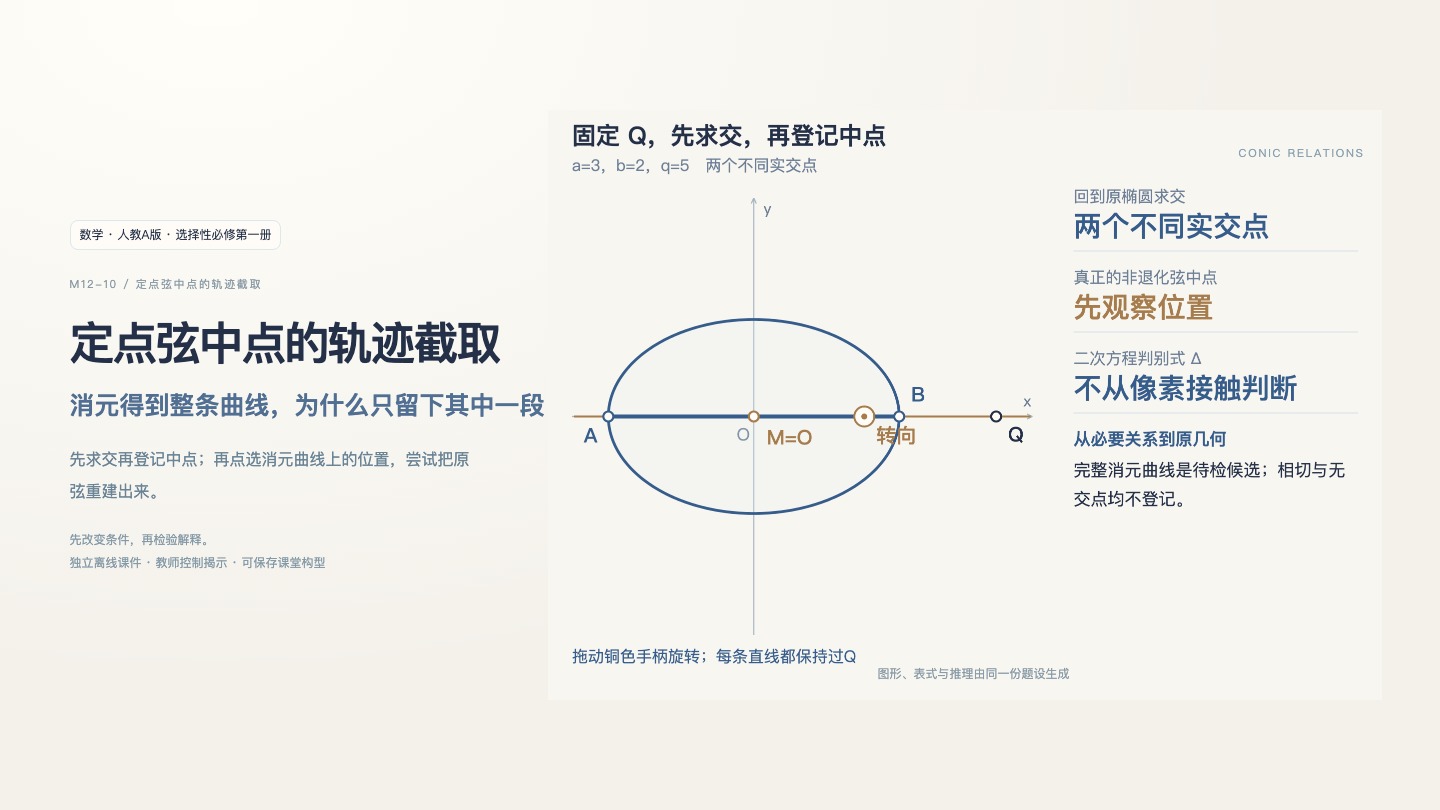 数学 · 人教A版 · 选择性必修第一册
M12-10 / 定点弦中点的轨迹截取
定点弦中点的轨迹截取
消元得到整条曲线，为什么只留下其中一段
先求交再登记中点；再点选消元曲线上的位置，尝试把原
弦重建出来。
先改变条件，再检验解释。
独立离线课件 · 教师控制揭示 · 可保存课堂构型
固定 Q，先求交，再登记中点
a=3，b=2，q=5 两个不同实交点
CONIC RELATIONS
y
B
x
A
O
M=O
转向
Q
拖动铜色手柄旋转；每条直线都保持过Q
图形、表式与推理由同一份题设生成
回到原椭圆求交
两个不同实交点
真正的非退化弦中点
先观察位置
二次方程判别式 Δ
不从像素接触判断
从必要关系到原几何
完整消元曲线是待检候选；相切与无
交点均不登记。